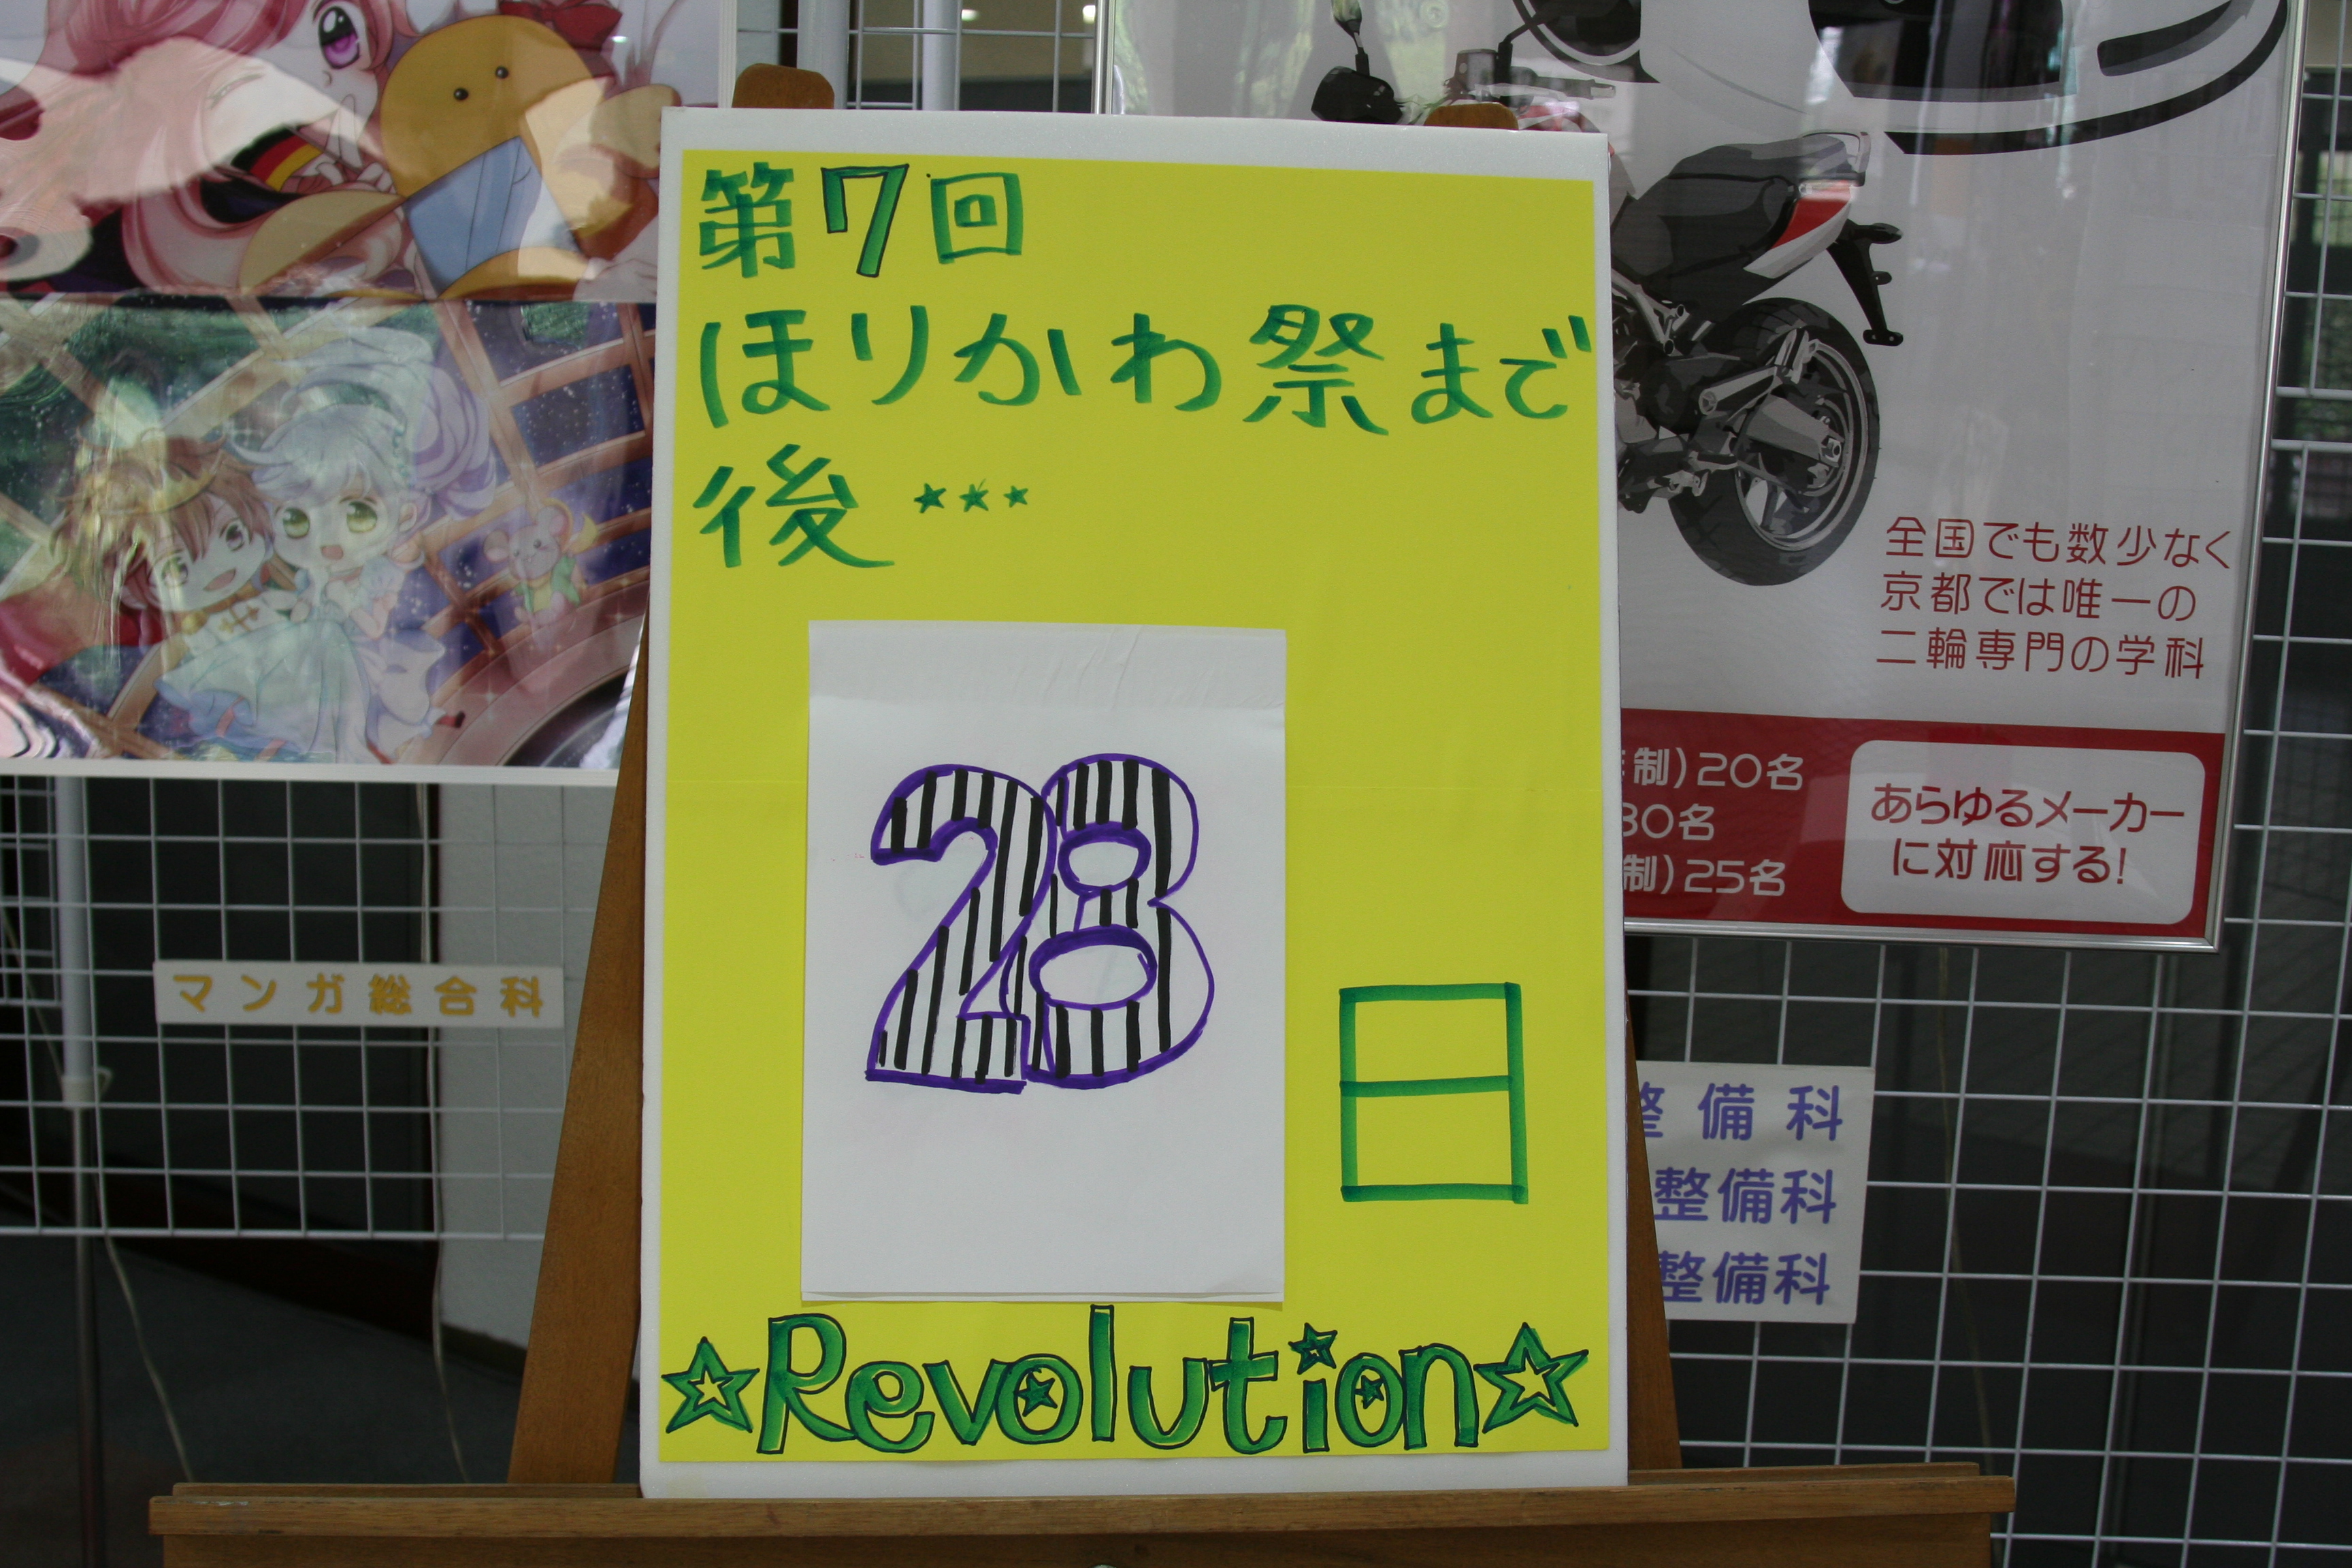 第7回
ほりかわ祭まで
後★★★
28
日
☆Revolution☆
全国でも数少なく
京都では唯一の
二輪専門の学科
制)20名
30名
制)25名
あらゆるメーカー
に対応する!
マンガ総合科
整備科
整備科
整備科